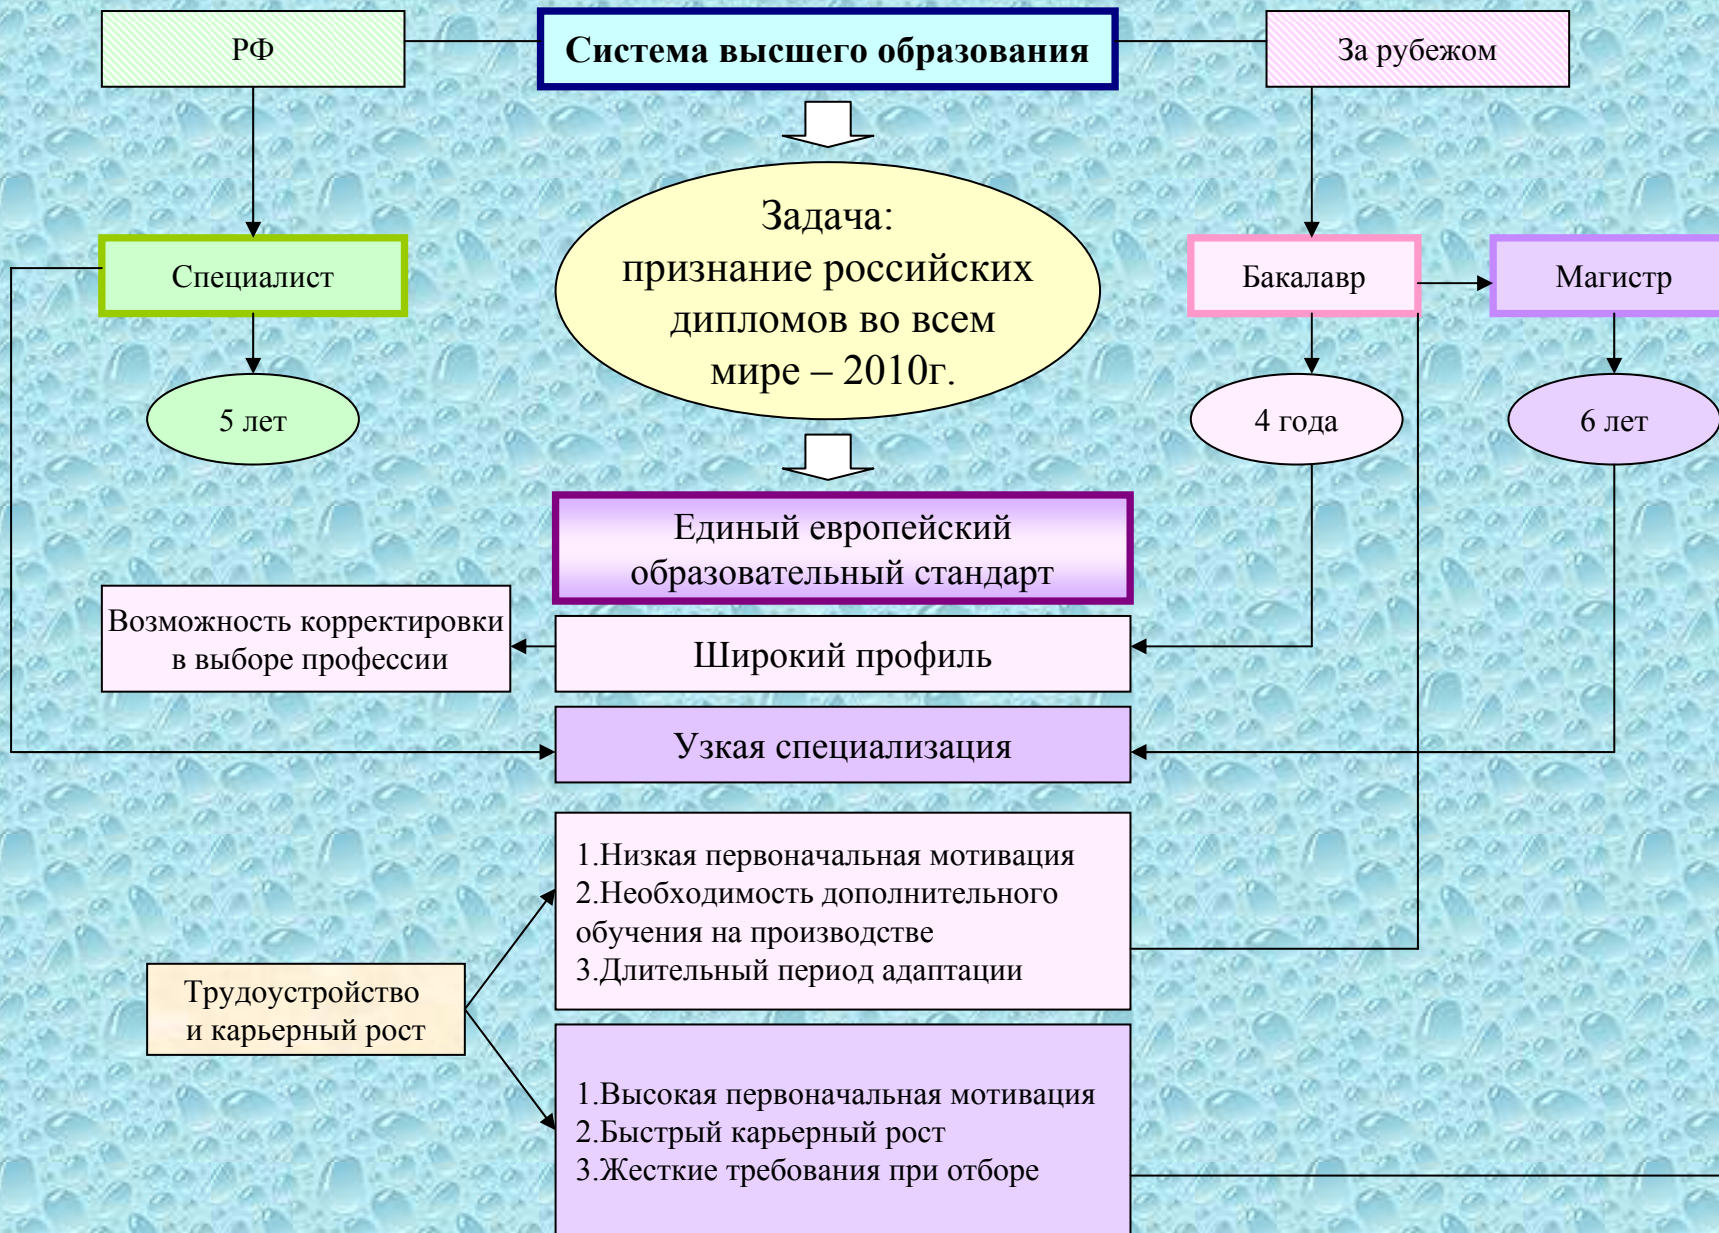 РФ
Система высшего образования
За рубежом
Задача:
признание российских
дипломов во всем
мире – 2010г.
Специалист
Бакалавр
Магистр
5 лет
4 года
6 лет
Единый европейский
образовательный стандарт
Возможность корректировки
в выборе профессии
Широкий профиль
Узкая специализация
1.Низкая первоначальная мотивация
2.Необходимость дополнительного
обучения на производстве
3.Длительный период адаптации
Трудоустройство
и карьерный рост
1.Высокая первоначальная мотивация
2.Быстрый карьерный рост
3.Жесткие требования при отборе